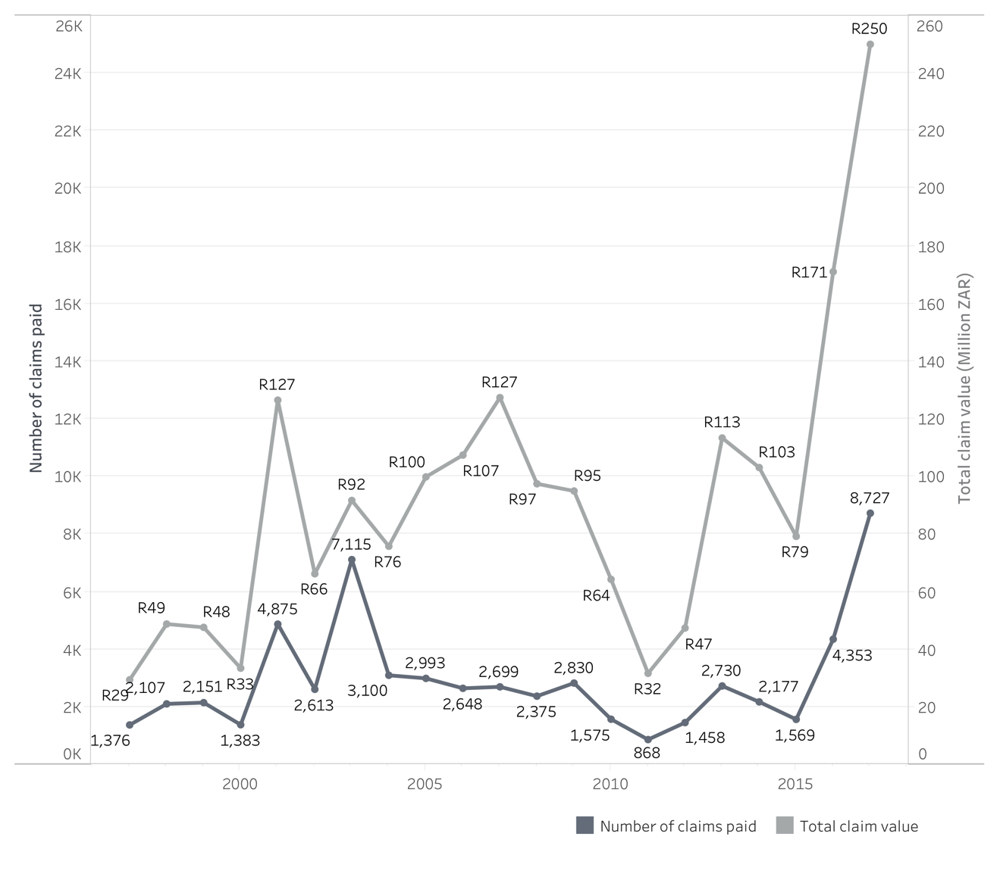 26K
260
R250
24K
240
22K
220
20K
200
18K
180
R171
16K
160
14K
140
R127
R127
12K
120
R113
R103
R100
R107
10K
100
R95
R92
R97
8,727
8K
80
7,115
R76
R79
R66
6K
60
R64
R49
R48
4,875
R47
4K
40
4,353
2,993
2,699
2,830
2,730
R29
2,107
2,151
R33
3,100
R32
2,177
2K
20
2,613
2,648
2,375
1,376
1,383
1,575
868
1,458
1,569
0K
0
Number of claims paid
Total claim value (Million ZAR)
2000
2005
2010
2015
Number of claims paid
Total claim value